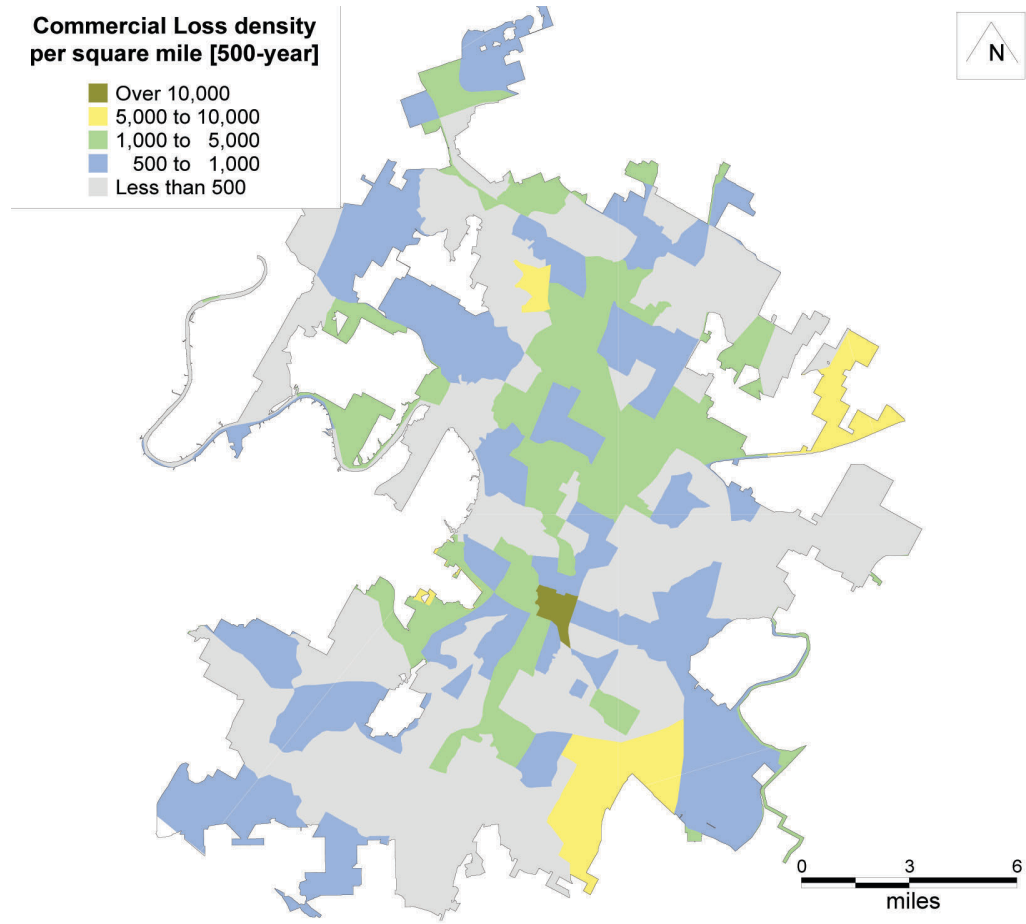 Commercial Loss density
per square mile [500-year]
Over 10,000
5,000 to 10,000
1,000 to 5,000
500 to 1,000
Less than 500
N
0 3 6
miles